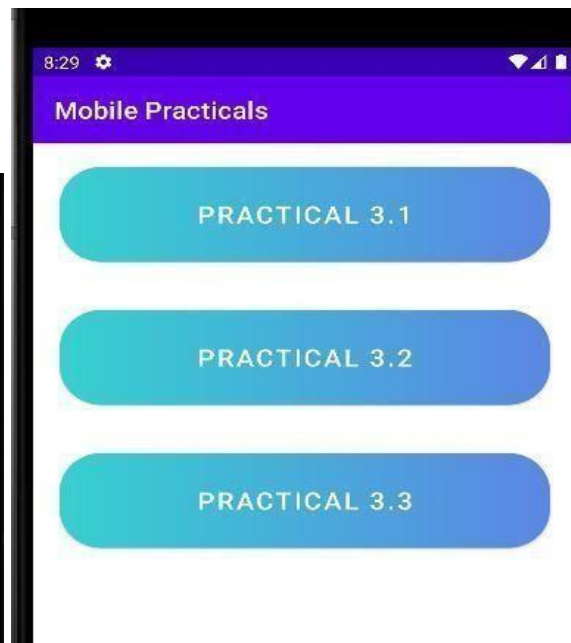 8:29
Mobile Practicals
PRACTICAL 3.1
PRACTICAL 3.2
PRACTICAL 3.3